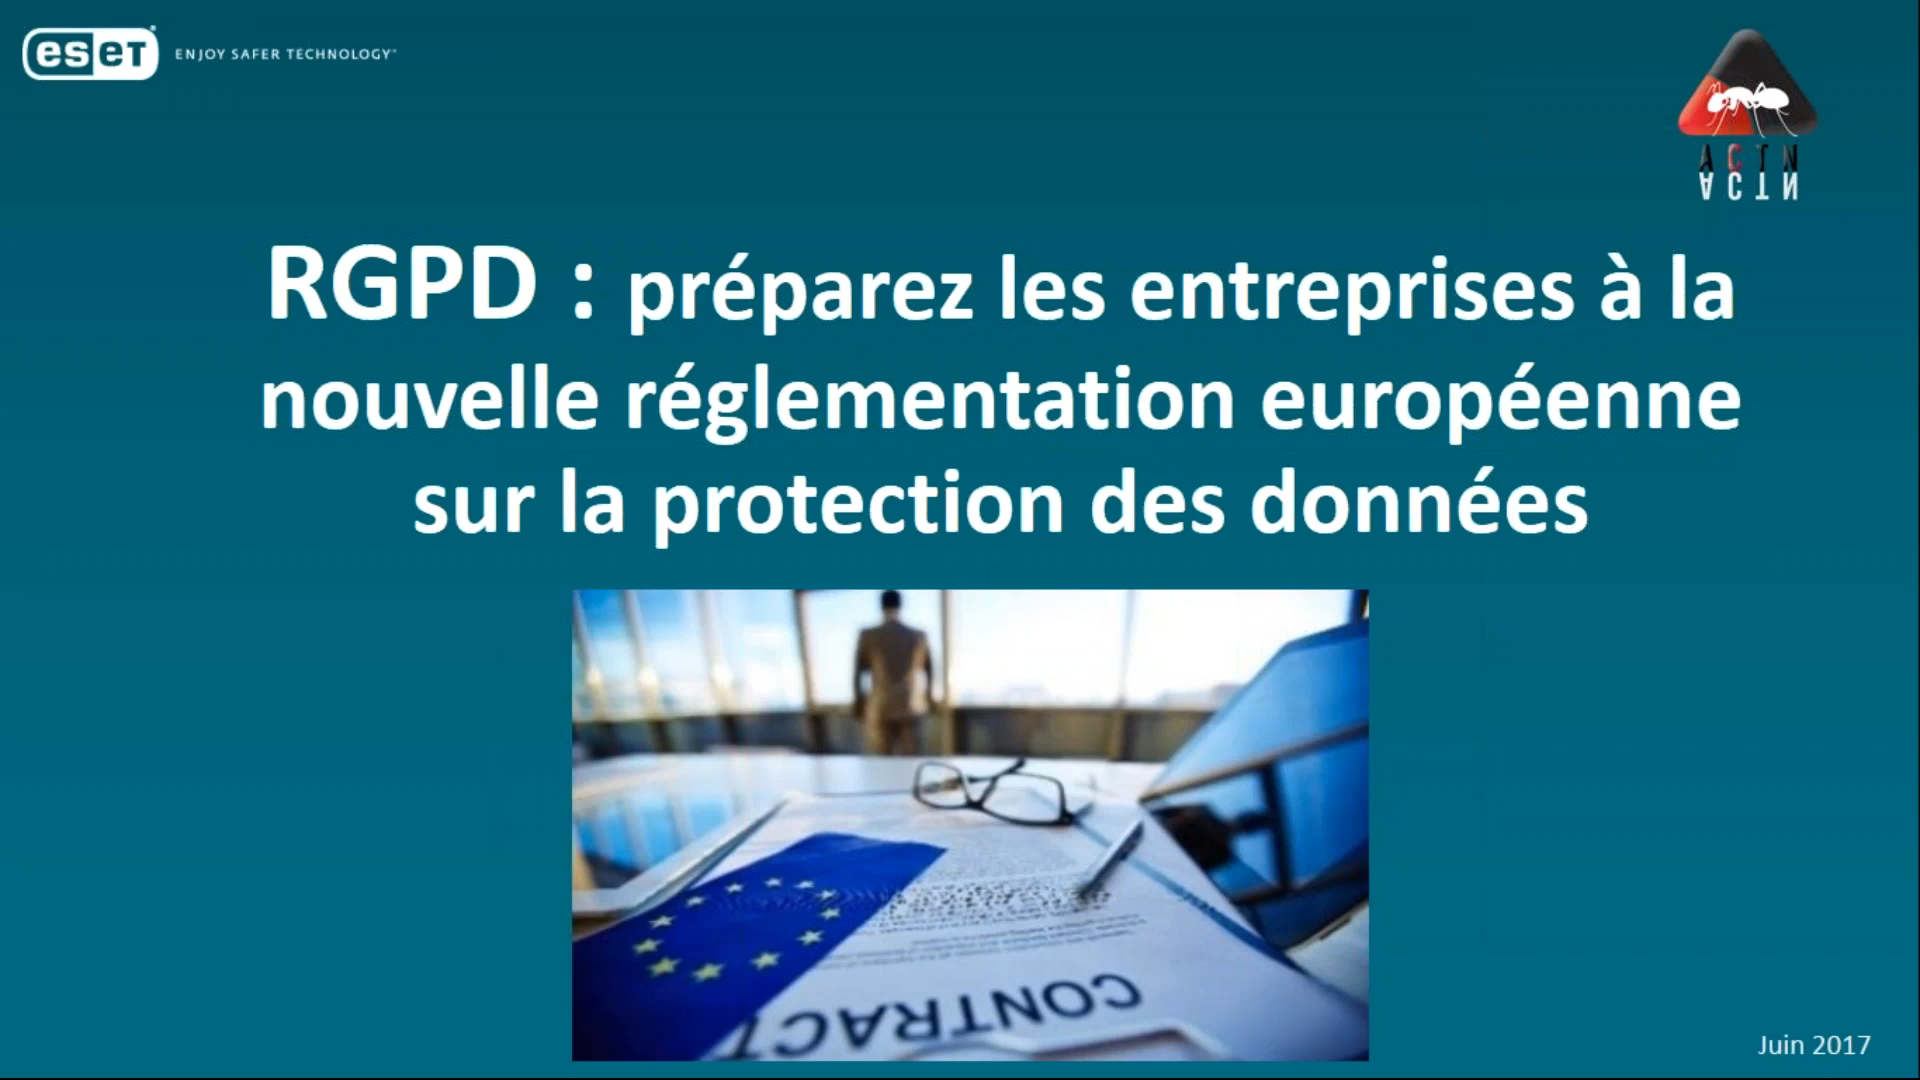 eset ENJOY SAFER TECHNOLOGY™
ACTN
RGPD : préparez les entreprises à la
nouvelle réglementation européenne
sur la protection des données
CONTRACT
Juin 2017